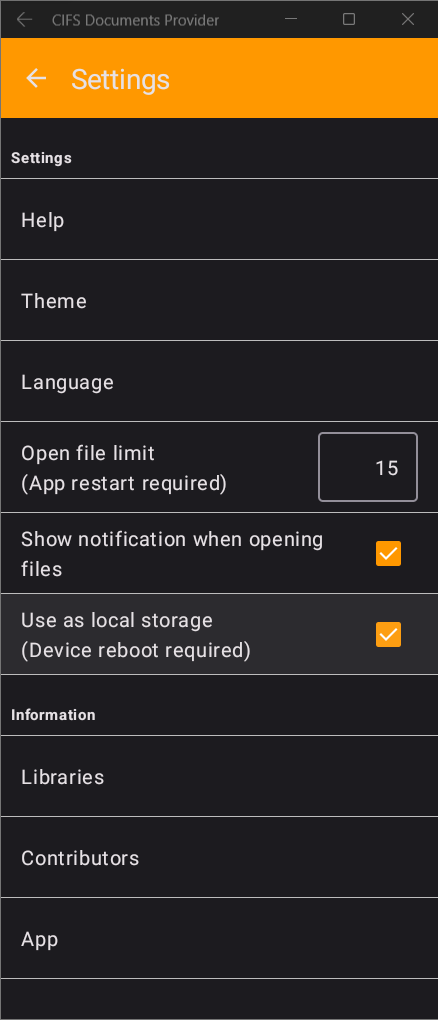 CIFS Documents Provider
Settings
Settings
Help
Theme
Language
Open file limit
(App restart required)
15
Show notification when opening
files
Use as local storage
(Device reboot required)
Information
Libraries
Contributors
App